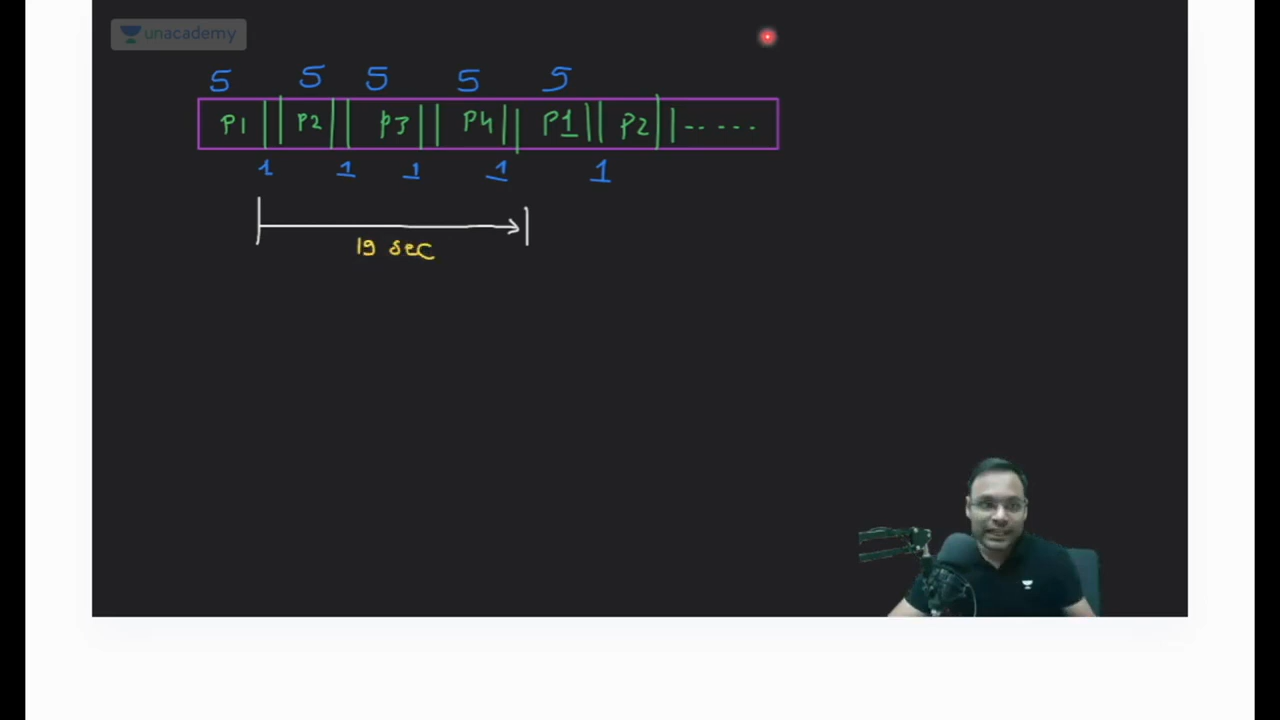 unacademy
5 5 5 5 5
P1 P2 P3 P4 P1 P2 -- ---
1 1 1 1 1
19 sec